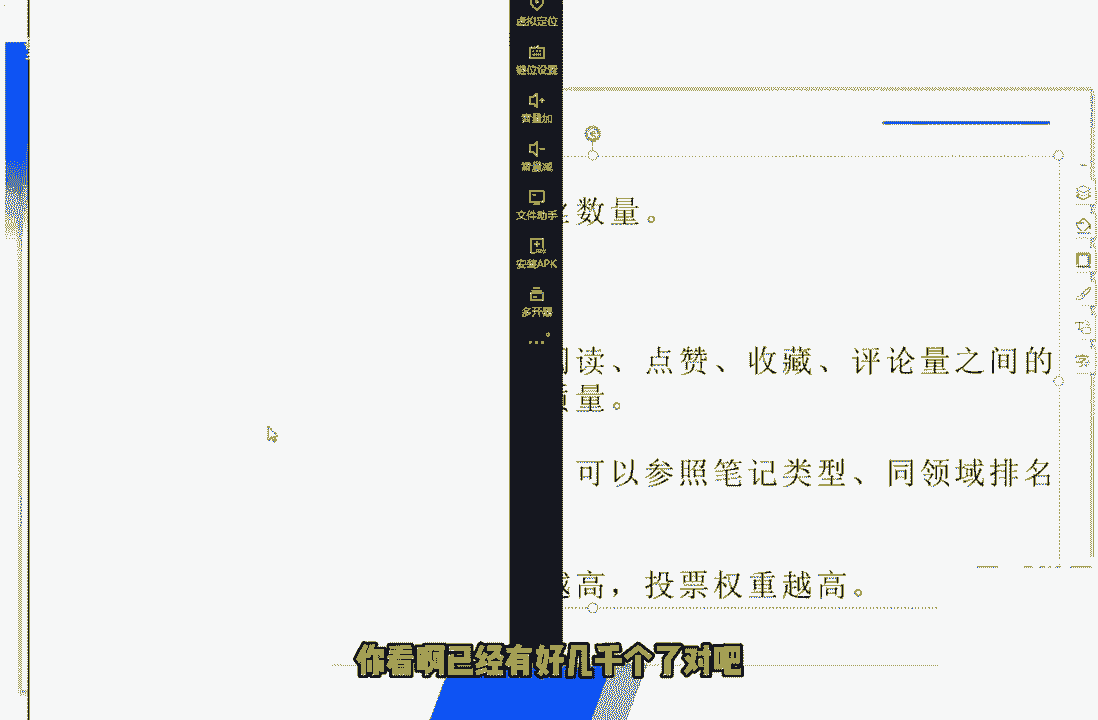 虚拟定位
键位设置
音量加
音量减
文件助手
安装APK
多开器
数量。
读、点赞、收藏、评论量之间的
量。
可以参照笔记类型、同领域排名
越高，投票权重越高。
你看啊已经有好几千个了对吧